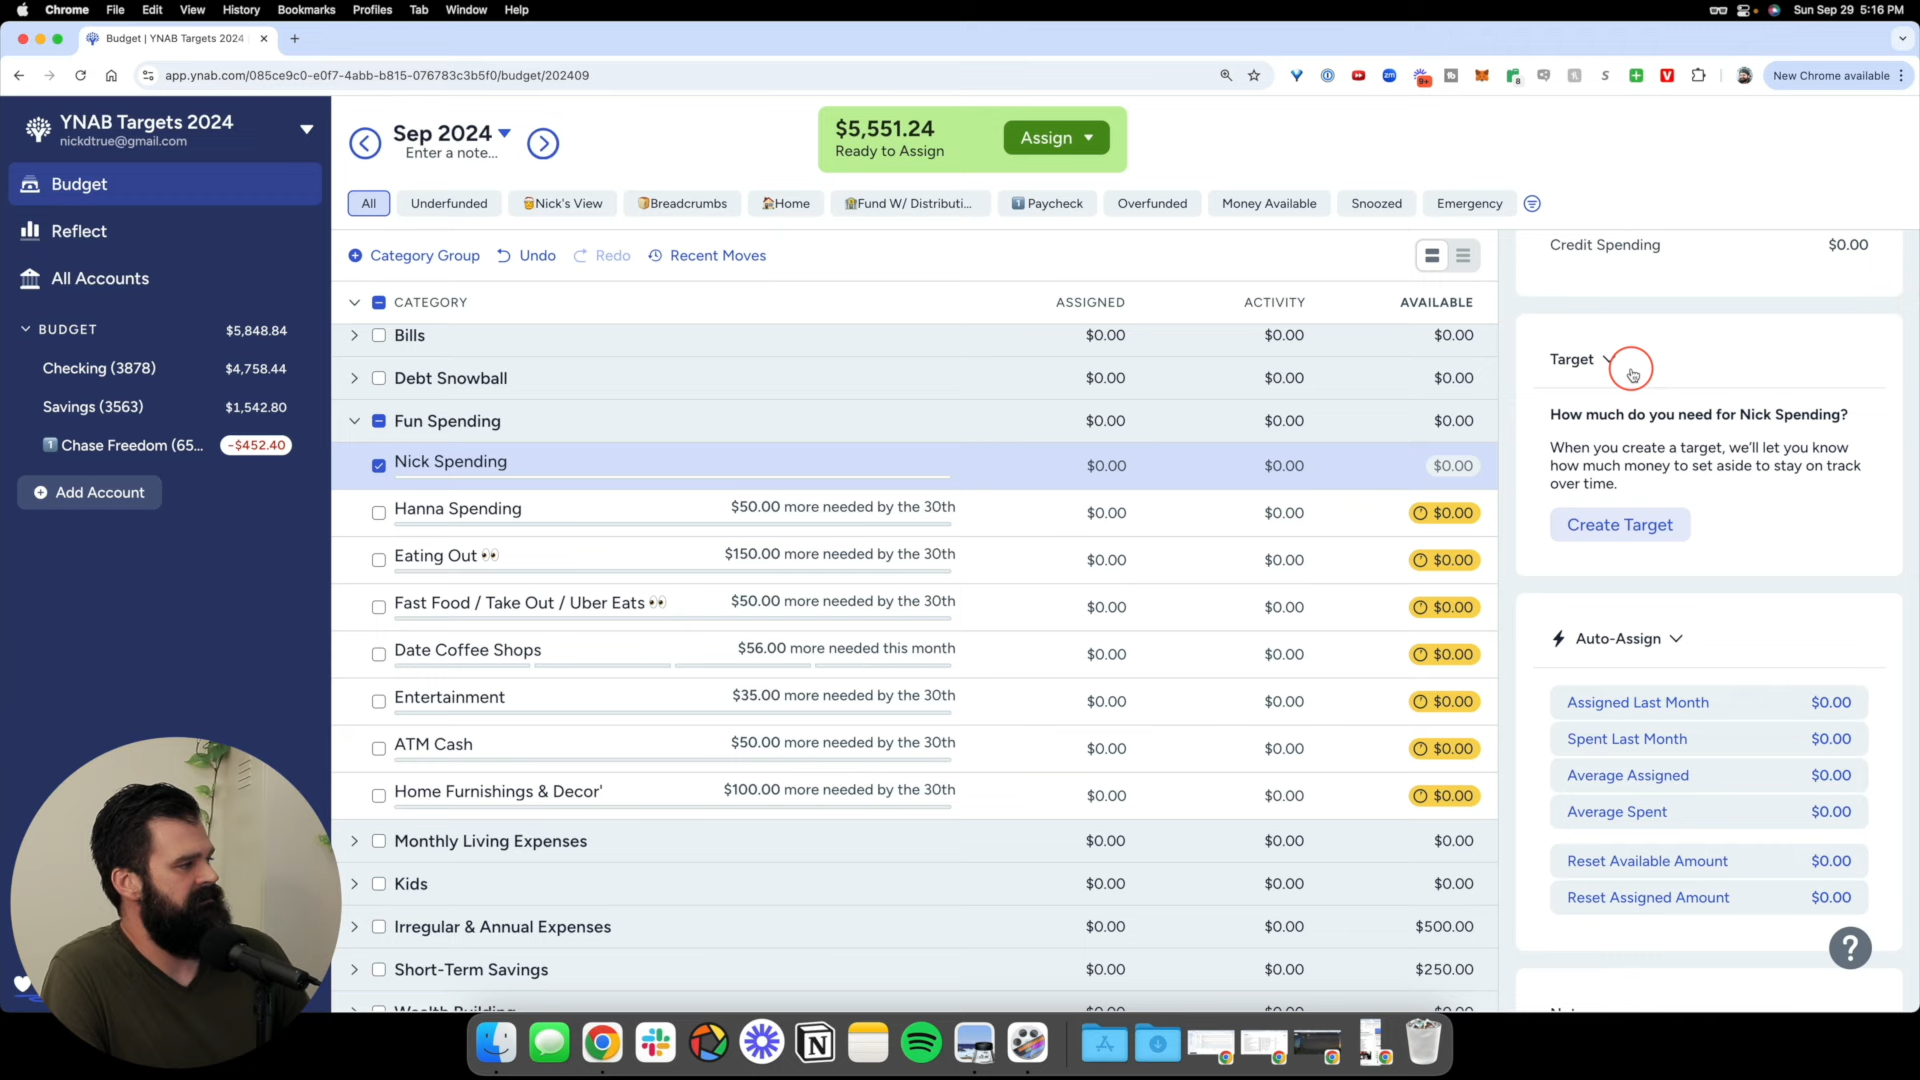 Chrome File Edit View History Bookmarks Profiles Tab Window Help
Sun Sep 29 5:16 PM
Budget | YNAB Targets 2024
app.ynab.com/085ce9c0-e0f7-4abb-b815-076783c3b5f0/budget/202409
New Chrome available
9+
8
YNAB Targets 2024
nickdtrue@gmail.com
Budget
Reflect
All Accounts
BUDGET $5,848.84
Checking (3878) $4,758.44
Savings (3563) $1,542.80
1 Chase Freedom (65... -$452.40
Add Account
Sep 2024
Enter a note...
$5,551.24
Ready to Assign
Assign
All
Underfunded
Nick's View
Breadcrumbs
Home
Fund W/ Distributi...
1 Paycheck
Overfunded
Money Available
Snoozed
Emergency
Category Group Undo Redo Recent Moves
CATEGORY ASSIGNED ACTIVITY AVAILABLE
Bills $0.00 $0.00 $0.00
Debt Snowball $0.00 $0.00 $0.00
Fun Spending $0.00 $0.00 $0.00
Nick Spending $0.00 $0.00 $0.00
Hanna Spending $50.00 more needed by the 30th $0.00 $0.00 $0.00
Eating Out 👀 $150.00 more needed by the 30th $0.00 $0.00 $0.00
Fast Food / Take Out / Uber Eats 👀 $50.00 more needed by the 30th $0.00 $0.00 $0.00
Date Coffee Shops $56.00 more needed this month $0.00 $0.00 $0.00
Entertainment $35.00 more needed by the 30th $0.00 $0.00 $0.00
ATM Cash $50.00 more needed by the 30th $0.00 $0.00 $0.00
Home Furnishings & Decor' $100.00 more needed by the 30th $0.00 $0.00 $0.00
Monthly Living Expenses $0.00 $0.00 $0.00
Kids $0.00 $0.00 $0.00
Irregular & Annual Expenses $0.00 $0.00 $500.00
Short-Term Savings $0.00 $0.00 $250.00
Credit Spending $0.00
Target
How much do you need for Nick Spending?
When you create a target, we'll let you know
how much money to set aside to stay on track
over time.
Create Target
Auto-Assign
Assigned Last Month $0.00
Spent Last Month $0.00
Average Assigned $0.00
Average Spent $0.00
Reset Available Amount $0.00
Reset Assigned Amount $0.00
?